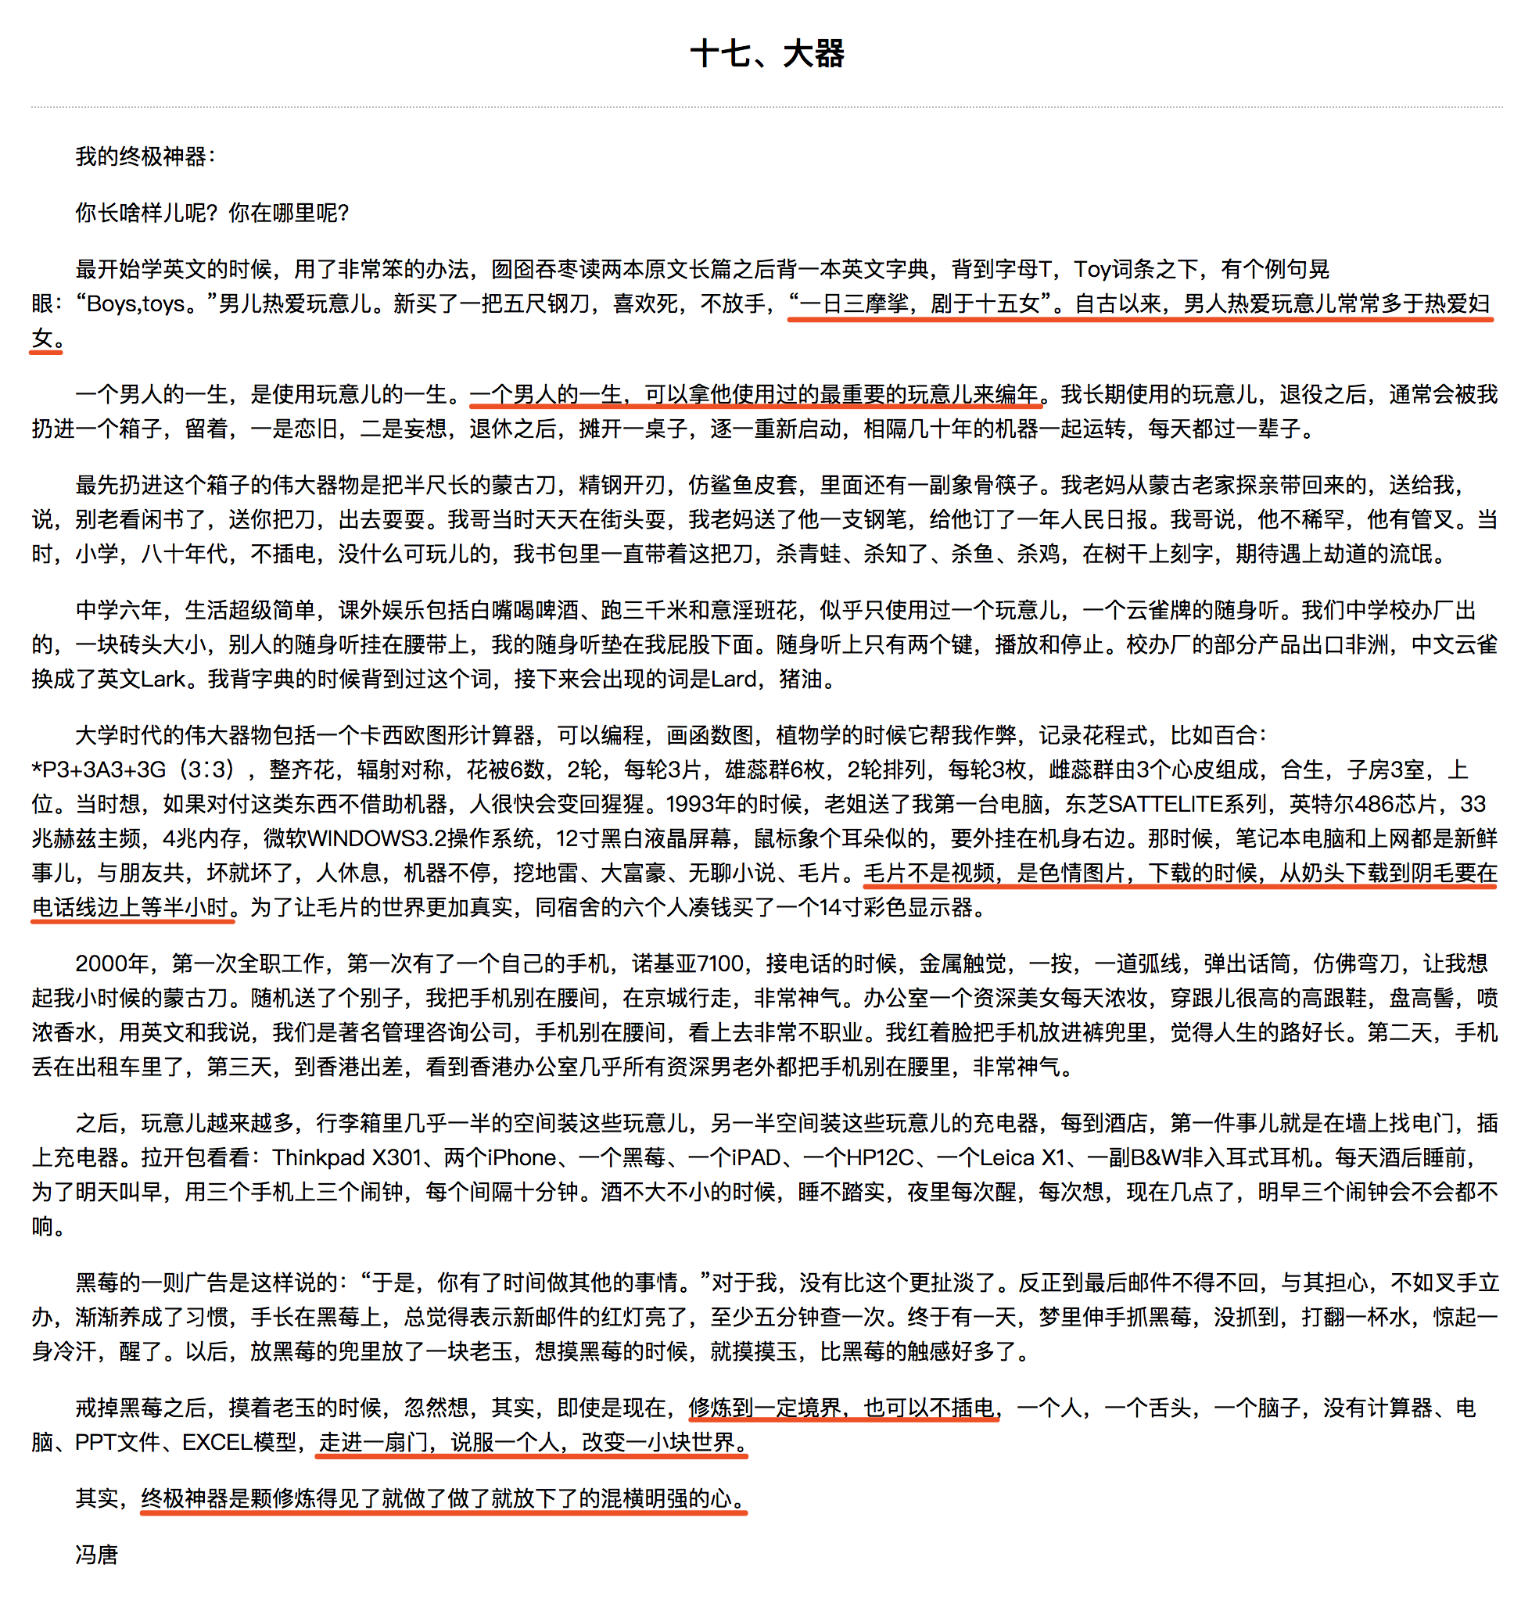 十七、大器
我的终极神器：
你长啥样儿呢？你在哪里呢？
最开始学英文的时候，用了非常笨的办法，囫囵吞枣读两本原文长篇之后背一本英文字典，背到字母T，Toy词条之下，有个例句晃
眼：“Boys,toys。”男儿热爱玩意儿。新买了一把五尺钢刀，喜欢死，不放手，“一日三摩挲，剧于十五女”。自古以来，男人热爱玩意儿常常多于热爱妇
女。
一个男人的一生，是使用玩意儿的一生。一个男人的一生，可以拿他使用过的最重要的玩意儿来编年。我长期使用的玩意儿，退役之后，通常会被我
扔进一个箱子，留着，一是恋旧，二是妄想，退休之后，摊开一桌子，逐一重新启动，相隔几十年的机器一起运转，每天都过一辈子。
最先扔进这个箱子的伟大器物是把半尺长的蒙古刀，精钢开刃，仿鲨鱼皮套，里面还有一副象骨筷子。我老妈从蒙古老家探亲带回来的，送给我，
说，别老看闲书了，送你把刀，出去耍耍。我哥当时天天在街头耍，我老妈送了他一支钢笔，给他订了一年人民日报。我哥说，他不稀罕，他有管叉。当
时，小学，八十年代，不插电，没什么可玩儿的，我书包里一直带着这把刀，杀青蛙、杀知了、杀鱼、杀鸡，在树干上刻字，期待遇上劫道的流氓。
中学六年，生活超级简单，课外娱乐包括白嘴喝啤酒、跑三千米和意淫班花，似乎只使用过一个玩意儿，一个云雀牌的随身听。我们中学校办厂出
的，一块砖头大小，别人的随身听挂在腰带上，我的随身听垫在我屁股下面。随身听上只有两个键，播放和停止。校办厂的部分产品出口非洲，中文云雀
换成了英文Lark。我背字典的时候背到过这个词，接下来会出现的词是Lard，猪油。
大学时代的伟大器物包括一个卡西欧图形计算器，可以编程，画函数图，植物学的时候它帮我作弊，记录花程式，比如百合：
*P3+3A3+3G（3∶3），整齐花，辐射对称，花被6数，2轮，每轮3片，雄蕊群6枚，2轮排列，每轮3枚，雌蕊群由3个心皮组成，合生，子房3室，上
位。当时想，如果对付这类东西不借助机器，人很快会变回猩猩。1993年的时候，老姐送了我第一台电脑，东芝SATTELITE系列，英特尔486芯片，33
兆赫兹主频，4兆内存，微软WINDOWS3.2操作系统，12寸黑白液晶屏幕，鼠标象个耳朵似的，要外挂在机身右边。那时候，笔记本电脑和上网都是新鲜
事儿，与朋友共，坏就坏了，人休息，机器不停，挖地雷、大富豪、无聊小说、毛片。毛片不是视频，是色情图片，下载的时候，从奶头下载到阴毛要在
电话线边上等半小时。为了让毛片的世界更加真实，同宿舍的六个人凑钱买了一个14寸彩色显示器。
2000年，第一次全职工作，第一次有了一个自己的手机，诺基亚7100，接电话的时候，金属触觉，一按，一道弧线，弹出话筒，仿佛弯刀，让我想
起我小时候的蒙古刀。随机送了个别子，我把手机别在腰间，在京城行走，非常神气。办公室一个资深美女每天浓妆，穿跟儿很高的高跟鞋，盘高髻，喷
浓香水，用英文和我说，我们是著名管理咨询公司，手机别在腰间，看上去非常不职业。我红着脸把手机放进裤兜里，觉得人生的路好长。第二天，手机
丢在出租车里了，第三天，到香港出差，看到香港办公室几乎所有资深男老外都把手机别在腰里，非常神气。
之后，玩意儿越来越多，行李箱里几乎一半的空间装这些玩意儿，另一半空间装这些玩意儿的充电器，每到酒店，第一件事儿就是在墙上找电门，插
上充电器。拉开包看看：Thinkpad X301、两个iPhone、一个黑莓、一个iPAD、一个HP12C、一个Leica X1、一副B&W非入耳式耳机。每天酒后睡前，
为了明天叫早，用三个手机上三个闹钟，每个间隔十分钟。酒不大不小的时候，睡不踏实，夜里每次醒，每次想，现在几点了，明早三个闹钟会不会都不
响。
黑莓的一则广告是这样说的：“于是，你有了时间做其他的事情。”对于我，没有比这个更扯淡了。反正到最后邮件不得不回，与其担心，不如叉手立
办，渐渐养成了习惯，手长在黑莓上，总觉得表示新邮件的红灯亮了，至少五分钟查一次。终于有一天，梦里伸手抓黑莓，没抓到，打翻一杯水，惊起一
身冷汗，醒了。以后，放黑莓的兜里放了一块老玉，想摸黑莓的时候，就摸摸玉，比黑莓的触感好多了。
戒掉黑莓之后，摸着老玉的时候，忽然想，其实，即使是现在，修炼到一定境界，也可以不插电，一个人，一个舌头，一个脑子，没有计算器、电
脑、PPT文件、EXCEL模型，走进一扇门，说服一个人，改变一小块世界。
其实，终极神器是颗修炼得见了就做了做了就放下了的混横明强的心。
冯唐